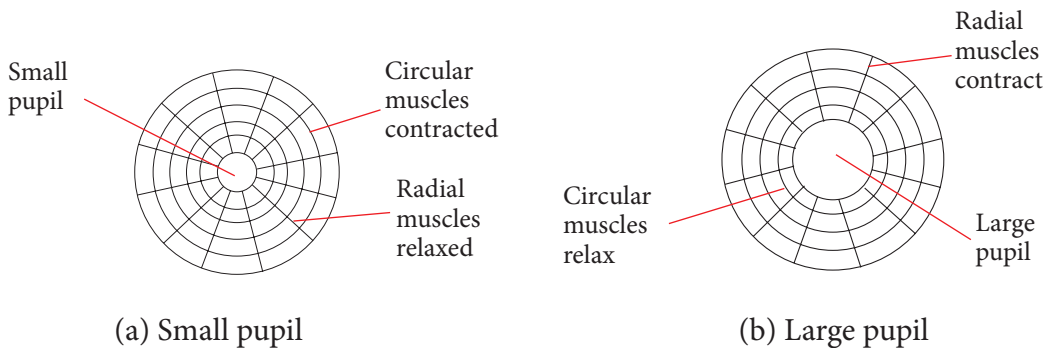 Small
pupil
Circular
muscles
contracted
Radial
muscles
relaxed
(a) Small pupil
Radial
muscles
contract
Circular
muscles
relax
Large
pupil
(b) Large pupil